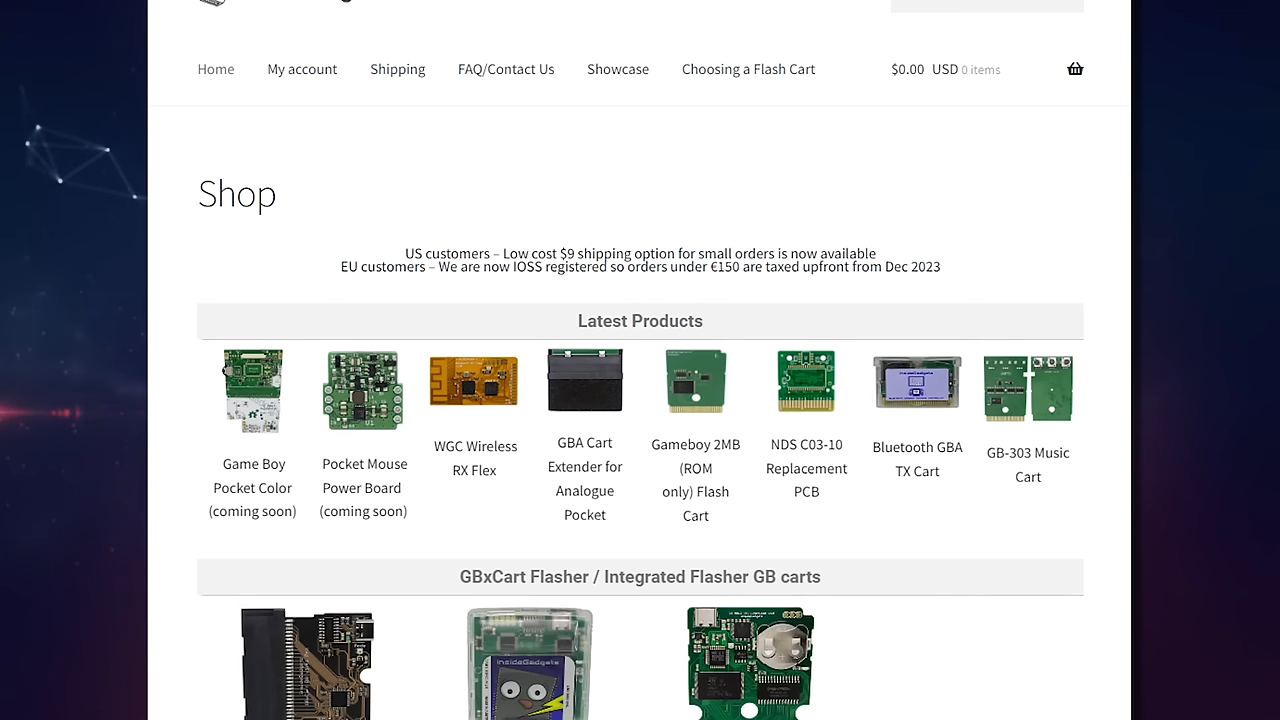 Home My account Shipping FAQ/Contact Us Showcase Choosing a Flash Cart $0.00 USD 0 items
Shop
US customers – Low cost $9 shipping option for small orders is now available
EU customers – We are now IOSS registered so orders under €150 are taxed upfront from Dec 2023
Latest Products
Game Boy
Pocket Color
(coming soon)
Pocket Mouse
Power Board
(coming soon)
WGC Wireless
RX Flex
GBA Cart
Extender for
Analogue
Pocket
Gameboy 2MB
(ROM
only) Flash
Cart
NDS C03-10
Replacement
PCB
Bluetooth GBA
TX Cart
GB-303 Music
Cart
GBxCart Flasher / Integrated Flasher GB carts
insideGadgets